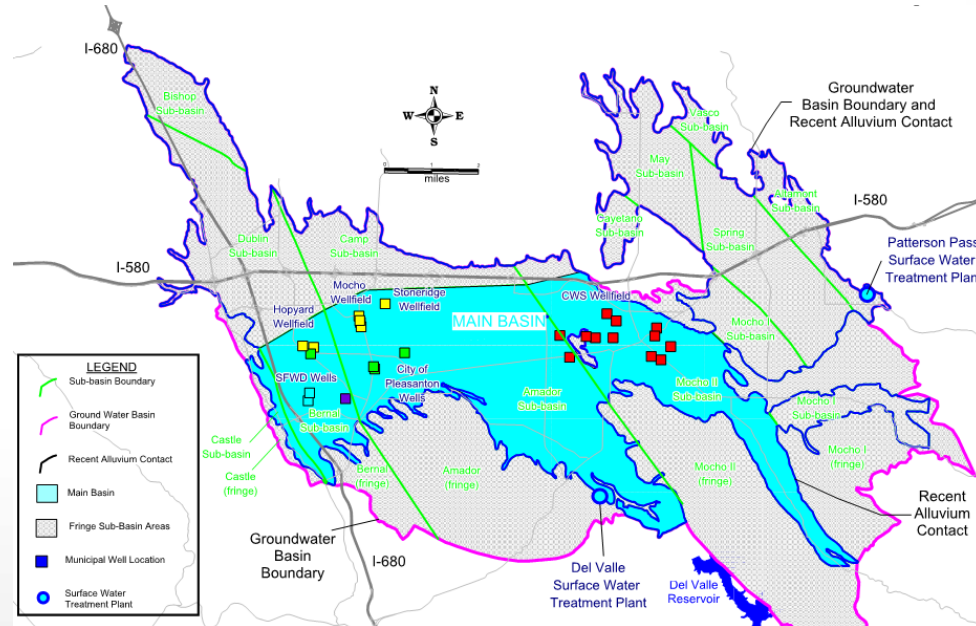 I-680
Bishop
Sub-basin
N
W
E
S
0
1
2
miles
Groundwater
Basin Boundary and
Recent Alluvium Contact
Vasco
Sub-basin
May
Sub-basin
Altamont
Sub-basin
I-580
Cayetano
Sub-basin
Spring
Sub-basin
Dublin
Sub-basin
Camp
Sub-basin
Patterson Pass
Surface Water
Treatment Plant
I-580
Mocho
Wellfield
Stoneridge
Wellfield
Hopyard
Wellfield
CWS Wellfield
MAIN BASIN
Mocho I
Sub-basin
SFWD Wells
City of
Pleasanton
Wells
Bernal
Sub-basin
Amador
Sub-basin
Mocho II
Sub-basin
Mocho I
Sub-basin
Castle
Sub-basin
Castle
(fringe)
Bernal
(fringe)
Amador
(fringe)
Mocho II
(fringe)
Mocho I
(fringe)
Recent
Alluvium
Contact
Groundwater
Basin
Boundary
I-680
Del Valle
Surface Water
Treatment Plant
Del Valle
Reservoir
LEGEND
Sub-basin Boundary
Ground Water Basin
Boundary
Recent Alluvium Contact
Main Basin
Fringe Sub-Basin Areas
Municipal Well Location
Surface Water
Treatment Plant